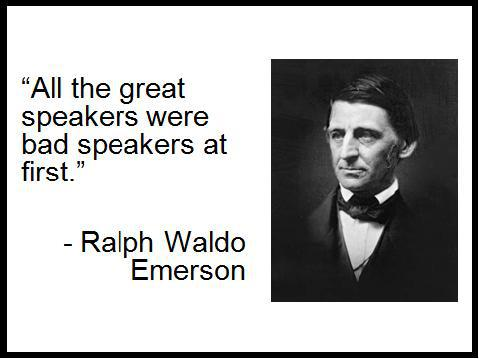 “All the great
speakers were
bad speakers at
first.”
- Ralph Waldo
Emerson